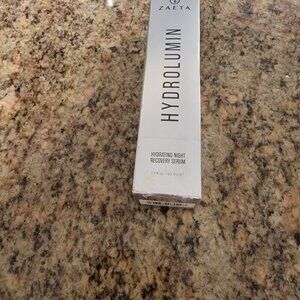 ZAETA
HYDROLUMIN
HYDRATING NIGHT
RECOVERY SERUM